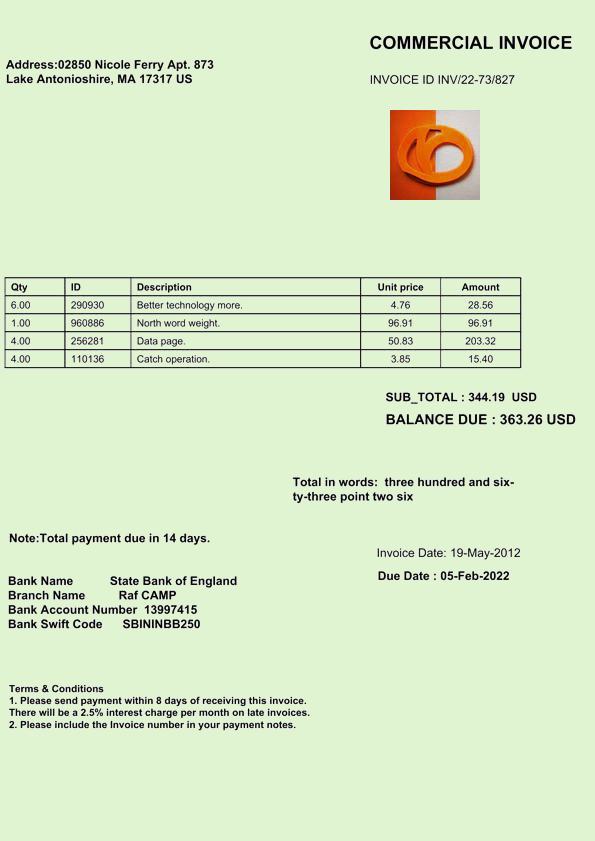 COMMERCIAL INVOICE
Address:02850 Nicole Ferry Apt. 873
Lake Antonioshire, MA 17317 US
INVOICE ID INV/22-73/827
Qty ID Description Unit price Amount
6.00 290930 Better technology more. 4.76 28.56
1.00 960886 North word weight. 96.91 96.91
4.00 256281 Data page. 50.83 203.32
4.00 110136 Catch operation. 3.85 15.40
SUB_TOTAL : 344.19 USD
BALANCE DUE : 363.26 USD
Total in words: three hundred and six-
ty-three point two six
Note:Total payment due in 14 days.
Invoice Date: 19-May-2012
Due Date : 05-Feb-2022
Bank Name State Bank of England
Branch Name Raf CAMP
Bank Account Number 13997415
Bank Swift Code SBININBB250
Terms & Conditions
1. Please send payment within 8 days of receiving this invoice.
There will be a 2.5% interest charge per month on late invoices.
2. Please include the Invoice number in your payment notes.